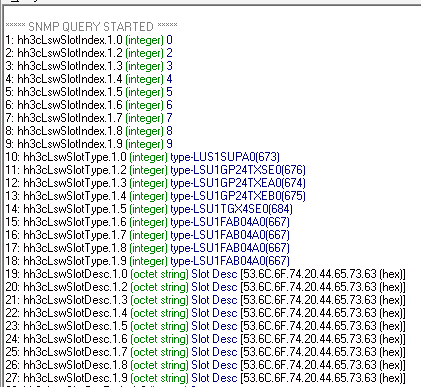 ***** SNMP QUERY STARTED *****
1: hh3cLswSlotIndex.1.0 (integer) 0
2: hh3cLswSlotIndex.1.2 (integer) 2
3: hh3cLswSlotIndex.1.3 (integer) 3
4: hh3cLswSlotIndex.1.4 (integer) 4
5: hh3cLswSlotIndex.1.5 (integer) 5
6: hh3cLswSlotIndex.1.6 (integer) 6
7: hh3cLswSlotIndex.1.7 (integer) 7
8: hh3cLswSlotIndex.1.8 (integer) 8
9: hh3cLswSlotIndex.1.9 (integer) 9
10: hh3cLswSlotType.1.0 (integer) type-LUS1SUPA0(673)
11: hh3cLswSlotType.1.2 (integer) type-LSU1GP24TXSE0(676)
12: hh3cLswSlotType.1.3 (integer) type-LSU1GP24TXEA0(674)
13: hh3cLswSlotType.1.4 (integer) type-LSU1GP24TXEB0(675)
14: hh3cLswSlotType.1.5 (integer) type-LSU1TGX4SE0(684)
15: hh3cLswSlotType.1.6 (integer) type-LSU1FAB04A0(667)
16: hh3cLswSlotType.1.7 (integer) type-LSU1FAB04A0(667)
17: hh3cLswSlotType.1.8 (integer) type-LSU1FAB04A0(667)
18: hh3cLswSlotType.1.9 (integer) type-LSU1FAB04A0(667)
19: hh3cLswSlotDesc.1.0 (octet string) Slot Desc [53.6C.6F.74.20.44.65.73.63 (hex)]
20: hh3cLswSlotDesc.1.2 (octet string) Slot Desc [53.6C.6F.74.20.44.65.73.63 (hex)]
21: hh3cLswSlotDesc.1.3 (octet string) Slot Desc [53.6C.6F.74.20.44.65.73.63 (hex)]
22: hh3cLswSlotDesc.1.4 (octet string) Slot Desc [53.6C.6F.74.20.44.65.73.63 (hex)]
23: hh3cLswSlotDesc.1.5 (octet string) Slot Desc [53.6C.6F.74.20.44.65.73.63 (hex)]
24: hh3cLswSlotDesc.1.6 (octet string) Slot Desc [53.6C.6F.74.20.44.65.73.63 (hex)]
25: hh3cLswSlotDesc.1.7 (octet string) Slot Desc [53.6C.6F.74.20.44.65.73.63 (hex)]
26: hh3cLswSlotDesc.1.8 (octet string) Slot Desc [53.6C.6F.74.20.44.65.73.63 (hex)]
27: hh3cLswSlotDesc.1.9 (octet string) Slot Desc [53.6C.6F.74.20.44.65.73.63 (hex)]